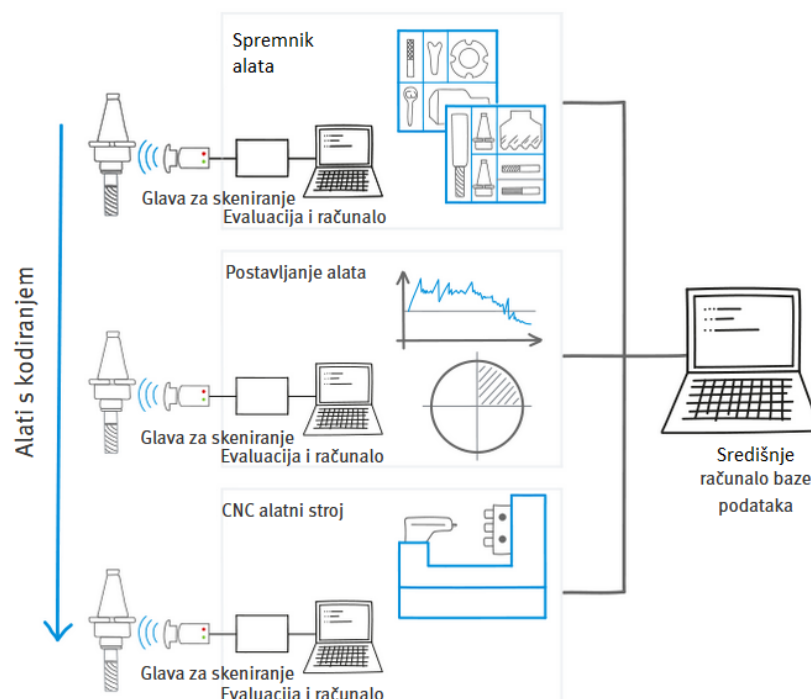 Spremnik
alata
Glava za skeniranje
Evaluacija i računalo
Postavljanje alata
Glava za skeniranje
Evaluacija i računalo
CNC alatni stroj
Glava za skeniranje
Evaluacija i računalo
Alati s kodiranjem
Središnje
računalo baze
podataka